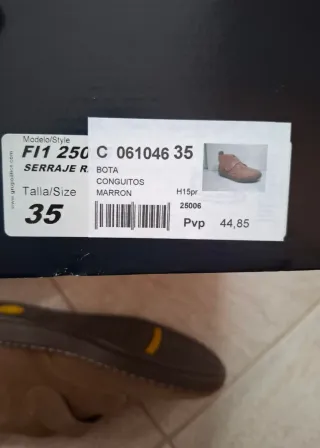 Modelo/Style
FI1 250
SERRAJE
Talla/Size
35
C 061046 35
BOTA
CONGUITOS
MARRON
H15pr
25006
Pvp 44,85